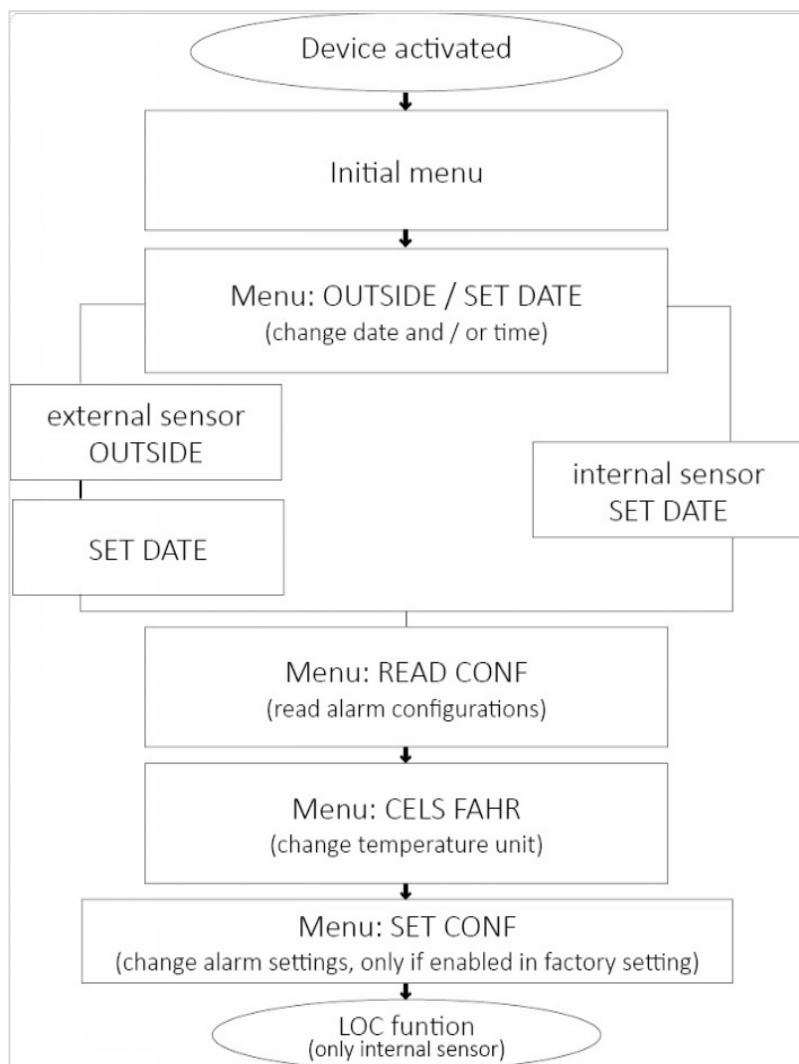 Device activated
Initial menu
Menu: OUTSIDE / SET DATE
(change date and / or time)
external sensor
OUTSIDE
internal sensor
SET DATE
SET DATE
Menu: READ CONF
(read alarm configurations)
Menu: CELS FAHR
(change temperature unit)
Menu: SET CONF
(change alarm settings, only if enabled in factory setting)
LOC funtion
(only internal sensor)